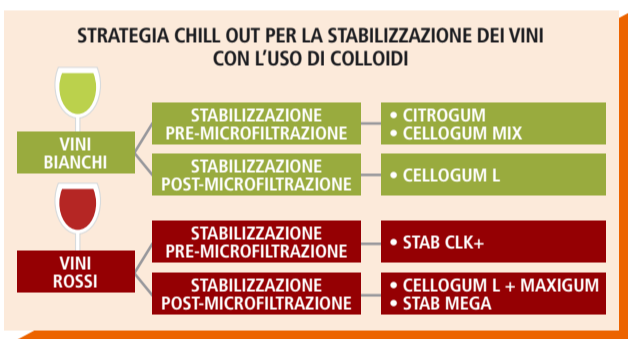 STRATEGIA CHILL OUT PER LA STABILIZZAZIONE DEI VINI
CON L'USO DI COLLOIDI
VINI
BIANCHI
STABILIZZAZIONE
PRE-MICROFILTRAZIONE
• CITROGUM
• CELLOGUM MIX
STABILIZZAZIONE
POST-MICROFILTRAZIONE
• CELLOGUM L
VINI
ROSSI
STABILIZZAZIONE
PRE-MICROFILTRAZIONE
• STAB CLK+
STABILIZZAZIONE
POST-MICROFILTRAZIONE
• CELLOGUM L + MAXIGUM
• STAB MEGA